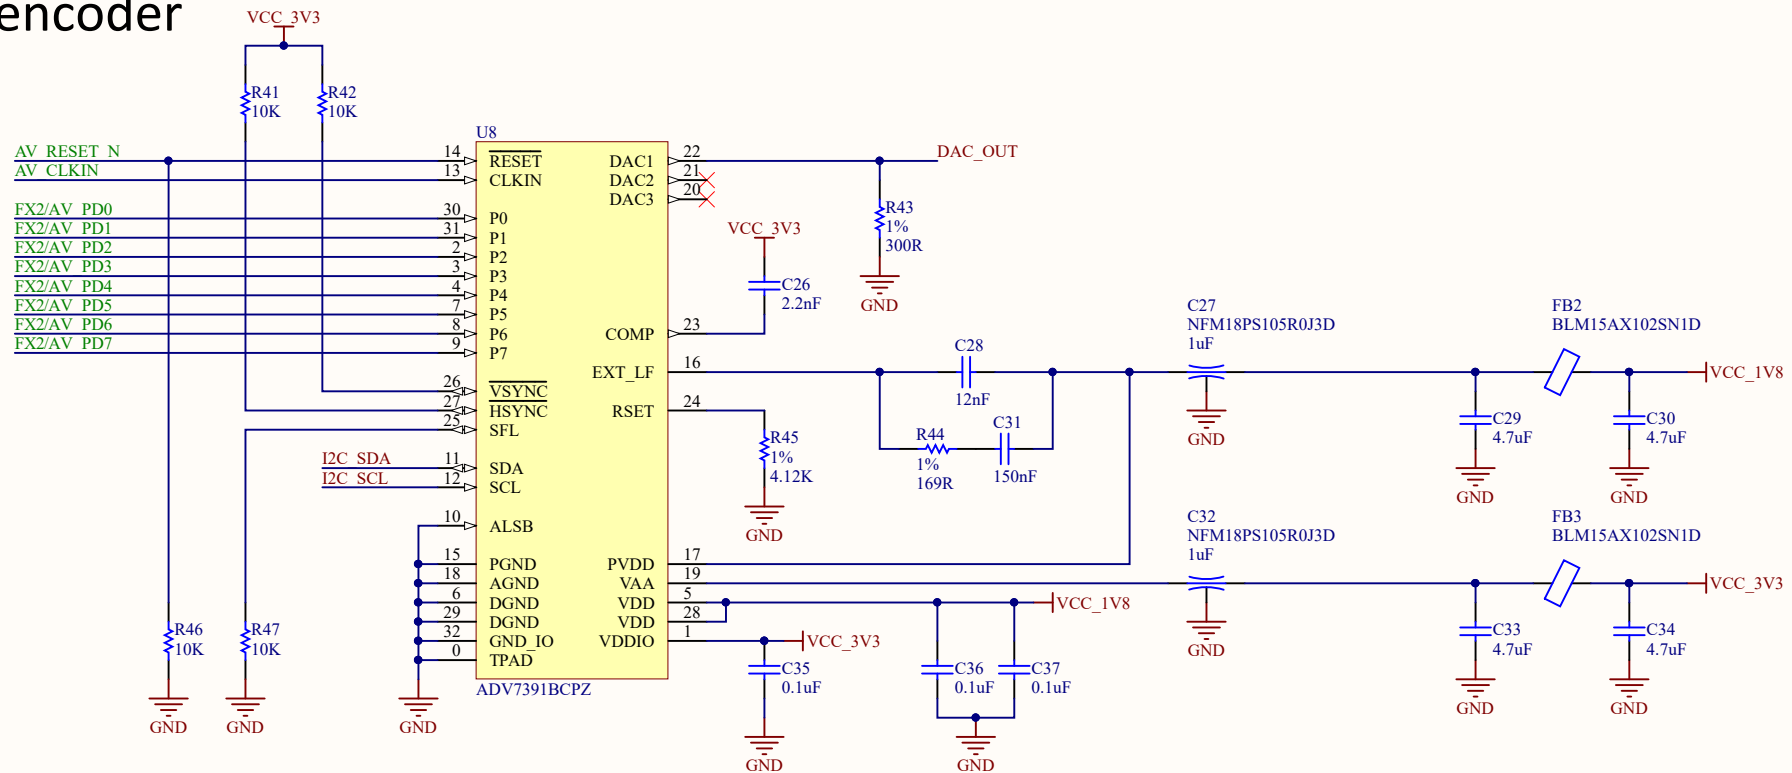 encoder
VCC_3V3
R41
10K
R42
10K
U8
AV_RESET_N
AV_CLKIN
FX2/AV_PD0
FX2/AV_PD1
FX2/AV_PD2
FX2/AV_PD3
FX2/AV_PD4
FX2/AV_PD5
FX2/AV_PD6
FX2/AV_PD7
I2C_SDA
I2C_SCL
14
13
30
31
2
3
4
7
8
9
26
27
25
11
12
10
15
18
6
29
32
0
RESET
CLKIN
P0
P1
P2
P3
P4
P5
P6
P7
VSYNC
HSYNC
SFL
SDA
SCL
ALSB
PGND
AGND
DGND
DGND
GND_IO
TPAD
DAC1
DAC2
DAC3
COMP
EXT_LF
RSET
PVDD
VAA
VDD
VDD
VDDIO
22
21
20
23
16
24
17
19
5
28
1
ADV7391BCPZ
R46
10K
GND
R47
10K
GND
GND
DAC_OUT
R43
1%
300R
GND
VCC_3V3
C26
2.2nF
C28
12nF
R44
1%
169R
C31
150nF
R45
1%
4.12K
GND
C27
NFM18PS105R0J3D
1uF
GND
FB2
BLM15AX102SN1D
VCC_1V8
C29
4.7uF
GND
C30
4.7uF
GND
C32
NFM18PS105R0J3D
1uF
GND
FB3
BLM15AX102SN1D
VCC_3V3
C33
4.7uF
GND
C34
4.7uF
GND
VCC_1V8
VCC_3V3
C35
0.1uF
GND
C36
0.1uF
C37
0.1uF
GND